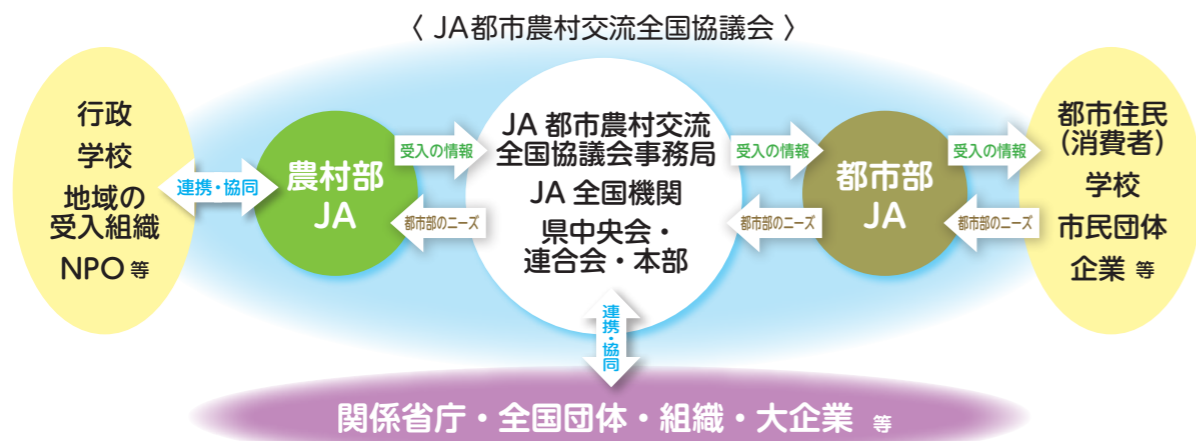 〈 JA都市農村交流全国協議会 〉
行政
学校
地域の
受入組織
NPO 等
連携・協同
農村部
JA
受入の情報
都市部のニーズ
JA 都市農村交流
全国協議会事務局
JA 全国機関
県中央会・
連合会・本部
受入の情報
都市部のニーズ
都市部
JA
受入の情報
都市部のニーズ
都市住民
（消費者）
学校
市民団体
企業 等
連携・協同
関係省庁・全国団体・組織・大企業 等